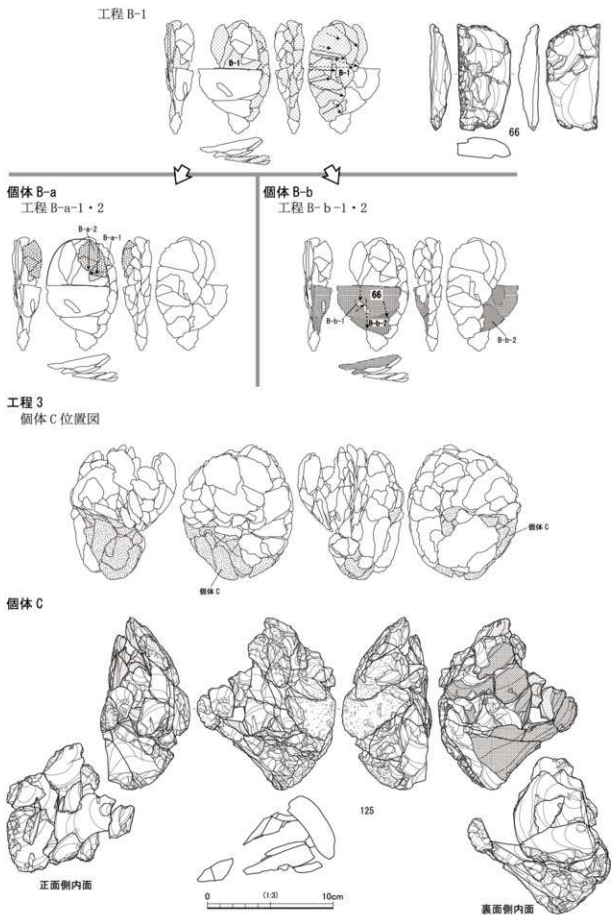 工程 B-1
B-1
B-1
66
個体 B-a
工程 B-a-1・2
B-a-2
B-a-1
個体 B-b
工程 B-b-1・2
66
B-b-1
B-b-2
B-b-2
工程 3
個体 C 位置図
個体 C
個体 C
個体 C
125
正面側内面
0 (1:3) 10cm
裏面側内面